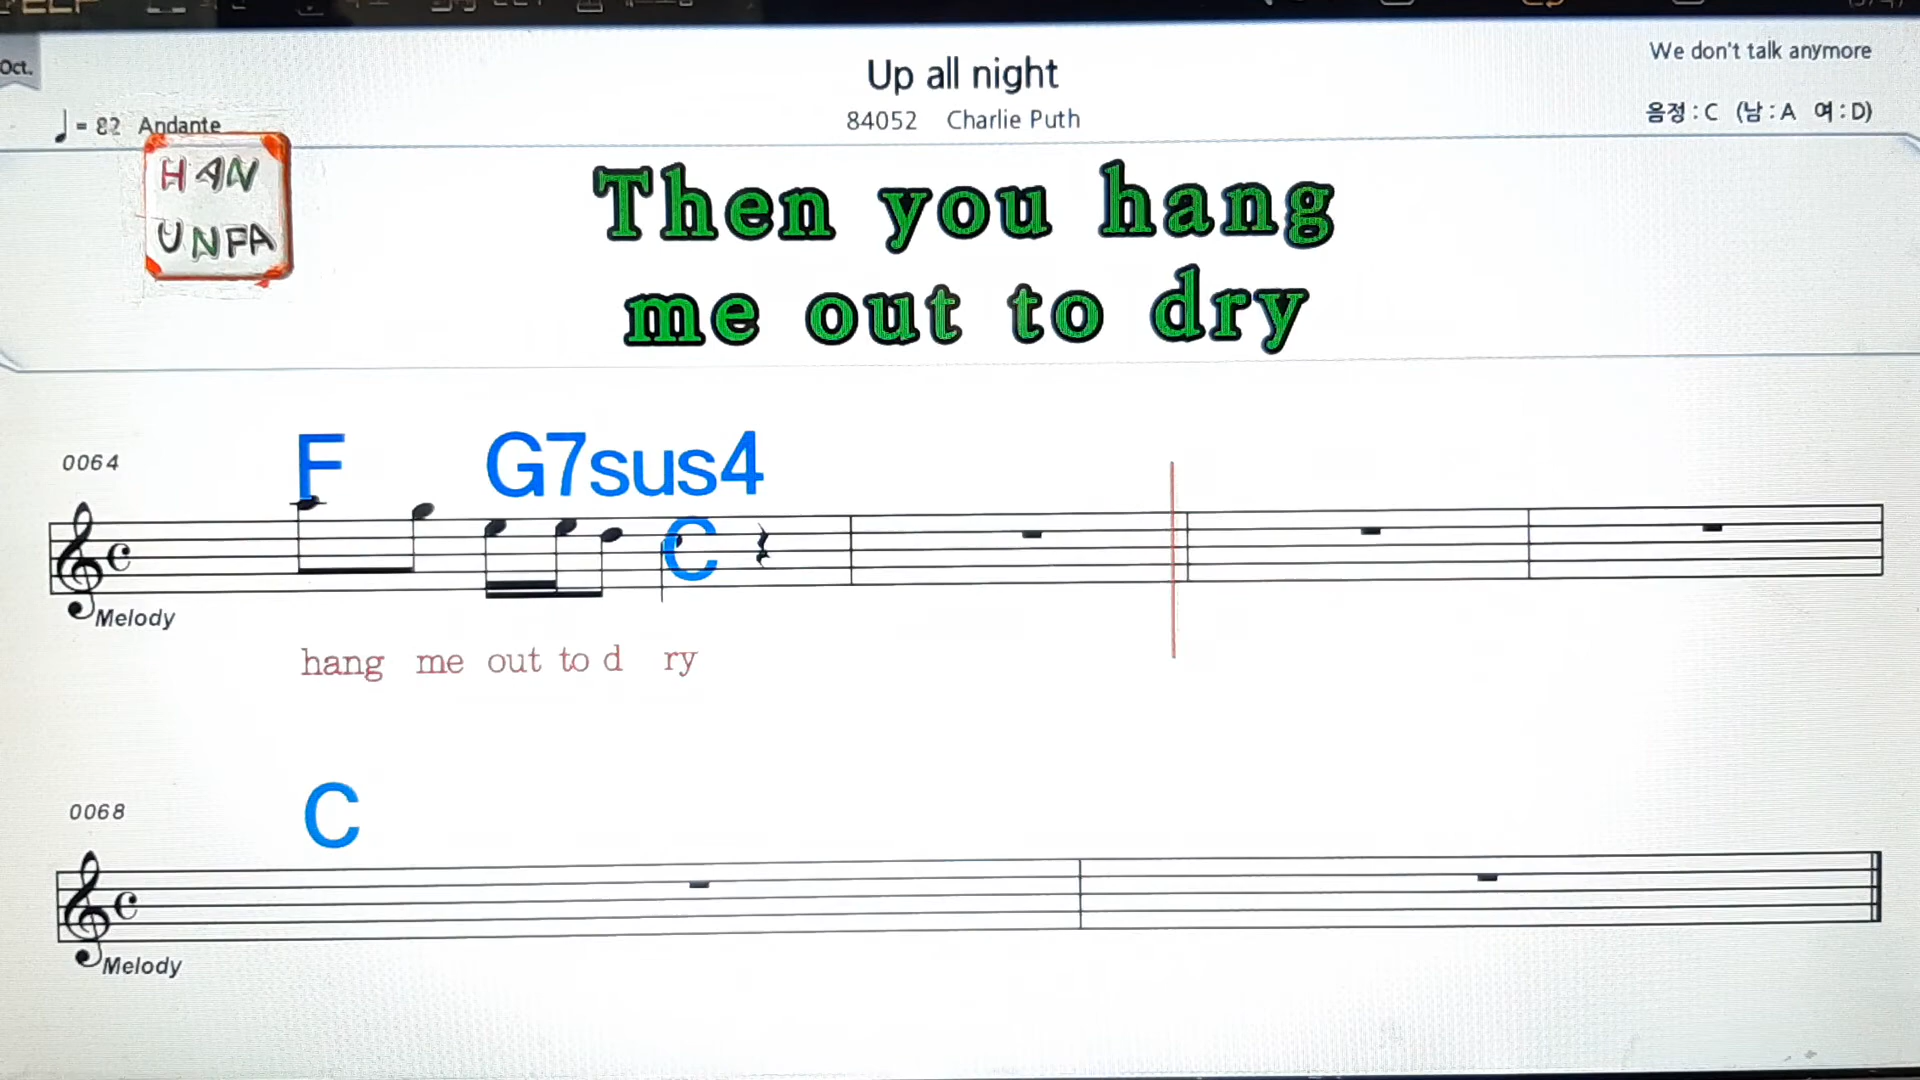 Oct.
Up all night
We don't talk anymore
= 82 Andante
84052 Charlie Puth
음정 : C (남 : A 여 : D)
HAN
UNFA
Then you hang
me out to dry
0064
F G7sus4
C
Melody
hang me out to d ry
0068
C
Melody